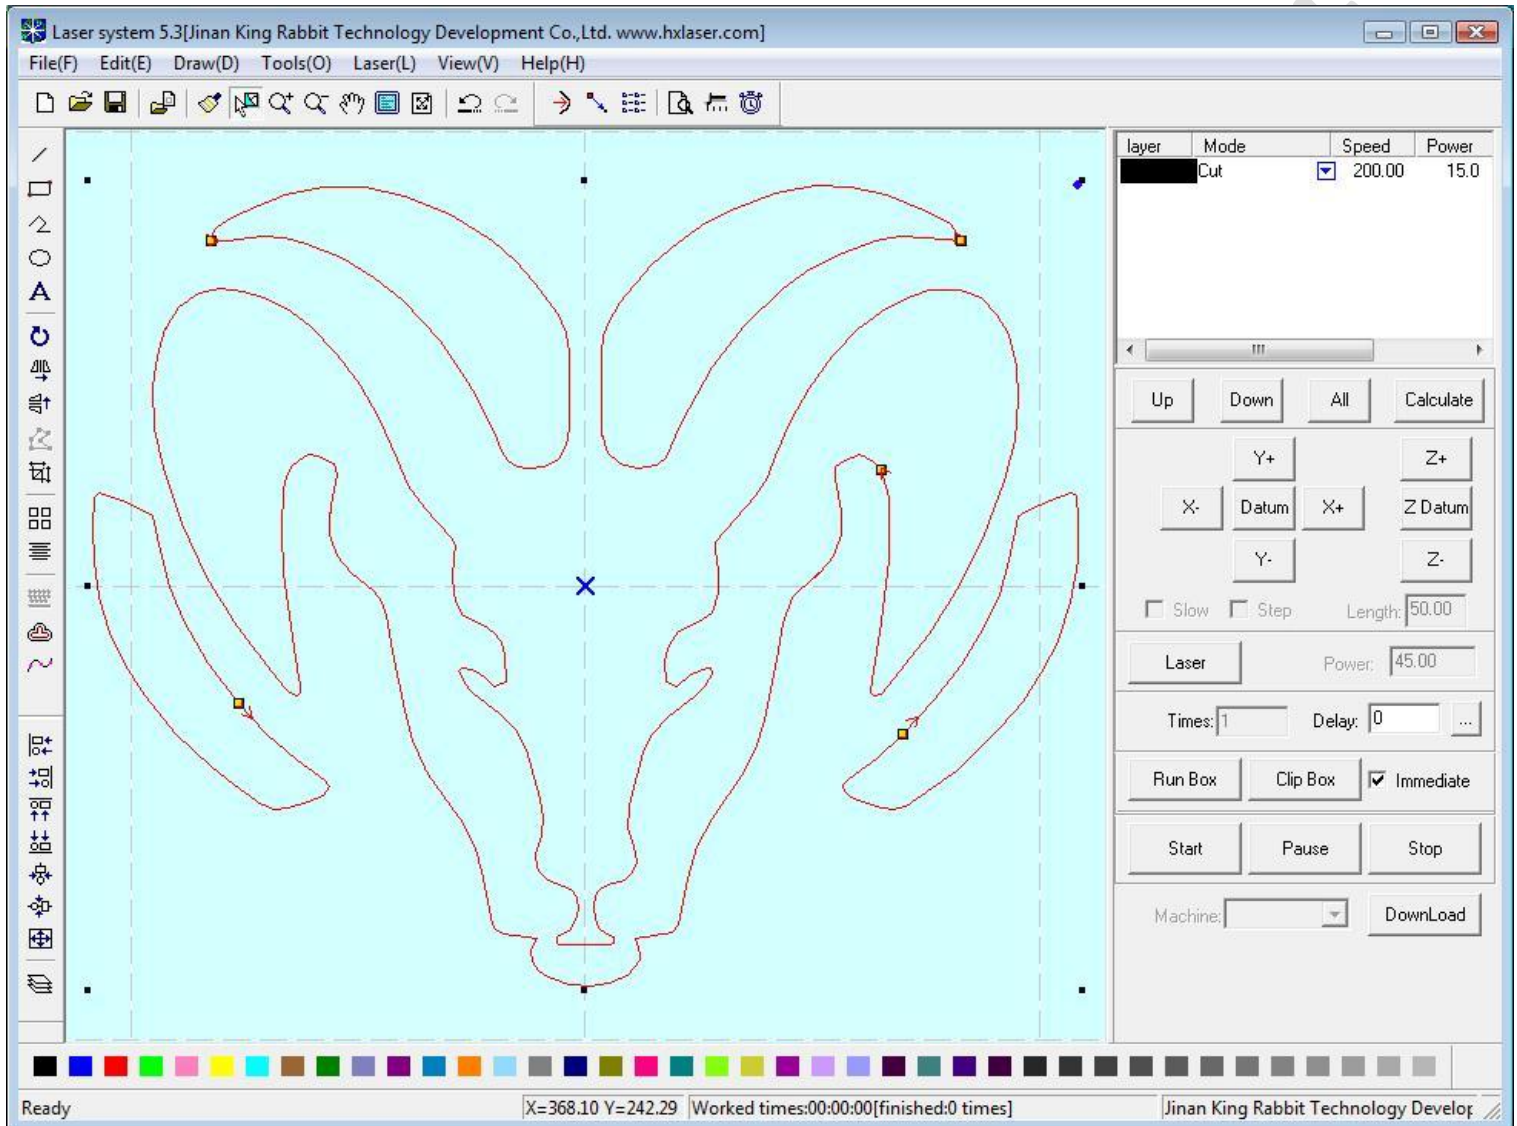 Laser system 5.3[Jinan King Rabbit Technology Development Co.,Ltd. www.hxlaser.com]
File(F) Edit(E) Draw(D) Tools(O) Laser(L) View(V) Help(H)
layer Mode Speed Power
Cut 200.00 15.0
Up Down All Calculate
Y+ Z+
X- Datum X+ Z Datum
Y- Z-
Slow Step Length: 50.00
Laser Power: 45.00
Times: 1 Delay: 0 ...
Run Box Clip Box Immediate
Start Pause Stop
Machine: DownLoad
A
Ready X=368.10 Y=242.29 Worked times:00:00:00[finished:0 times] Jinan King Rabbit Technology Develop